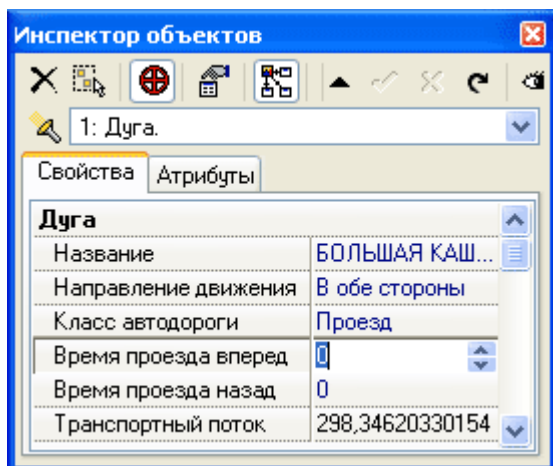 Инспектор объектов
1: Дуга.
Свойства Атрибуты
Дуга
Название БОЛЬШАЯ КАШ...
Направление движения В обе стороны
Класс автодороги Проезд
Время проезда вперед 0
Время проезда назад 0
Транспортный поток 298,34620330154